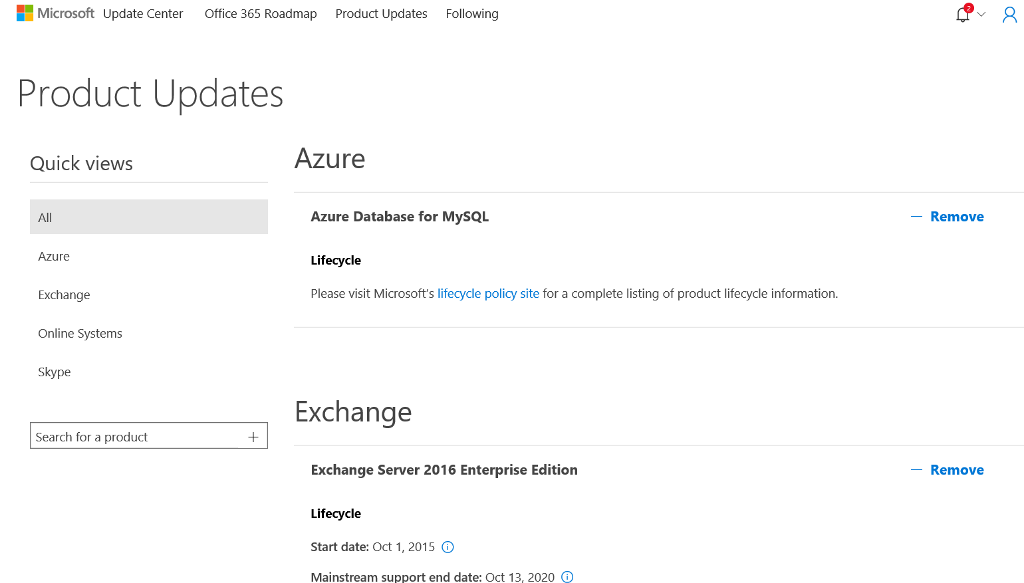 Microsoft Update Center Office 365 Roadmap Product Updates Following 2
Product Updates
Quick views
All
Azure
Exchange
Online Systems
Skype
Search for a product
Azure
Azure Database for MySQL
Remove
Lifecycle
Please visit Microsoft's lifecycle policy site for a complete listing of product lifecycle information.
Exchange
Exchange Server 2016 Enterprise Edition
Remove
Lifecycle
Start date: Oct 1, 2015
Mainstream support end date: Oct 13, 2020